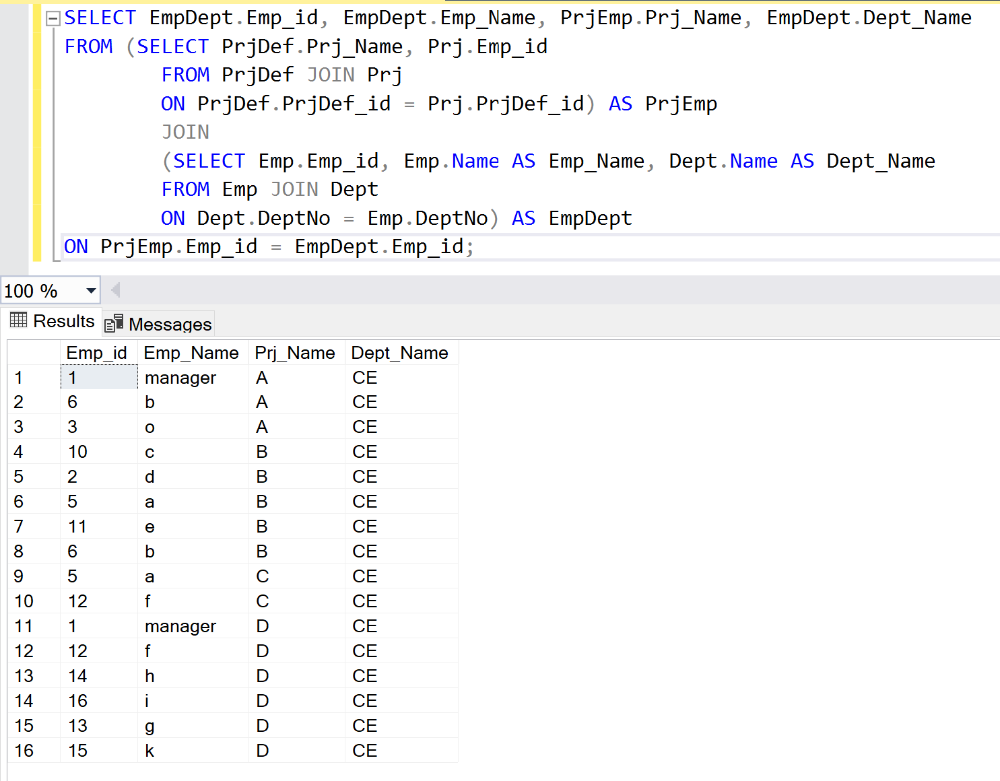 SELECT EmpDept.Emp_id, EmpDept.Emp_Name, PrjEmp.Prj_Name, EmpDept.Dept_Name
FROM (SELECT PrjDef.Prj_Name, Prj.Emp_id
FROM PrjDef JOIN Prj
ON PrjDef.PrjDef_id = Prj.PrjDef_id) AS PrjEmp
JOIN
(SELECT Emp.Emp_id, Emp.Name AS Emp_Name, Dept.Name AS Dept_Name
FROM Emp JOIN Dept
ON Dept.DeptNo = Emp.DeptNo) AS EmpDept
ON PrjEmp.Emp_id = EmpDept.Emp_id;
100 %
Results Messages
Emp_id Emp_Name Prj_Name Dept_Name
1 1 manager A CE
2 6 b A CE
3 3 o A CE
4 10 c B CE
5 2 d B CE
6 5 a B CE
7 11 e B CE
8 6 b B CE
9 5 a C CE
10 12 f C CE
11 1 manager D CE
12 12 f D CE
13 14 h D CE
14 16 i D CE
15 13 g D CE
16 15 k D CE